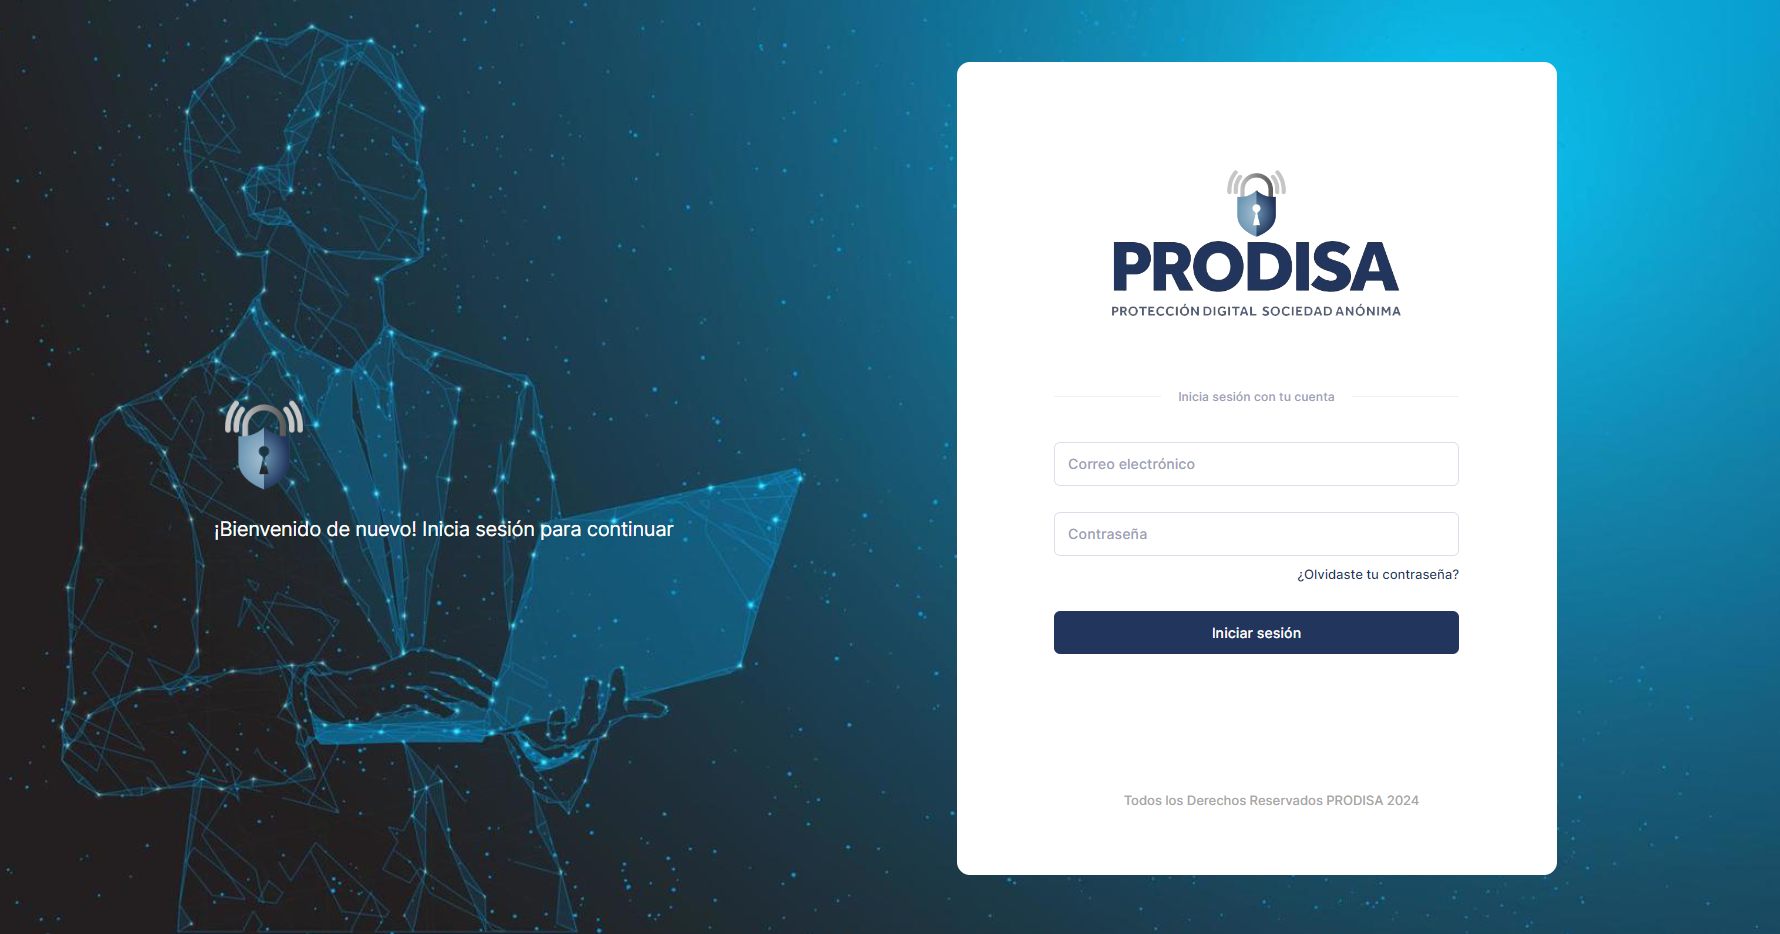 ¡Bienvenido de nuevo! Inicia sesión para continuar
PRODISA
PROTECCIÓN DIGITAL SOCIEDAD ANÓNIMA
Inicia sesión con tu cuenta
Correo electrónico
Contraseña
¿Olvidaste tu contraseña?
Iniciar sesión
Todos los Derechos Reservados PRODISA 2024